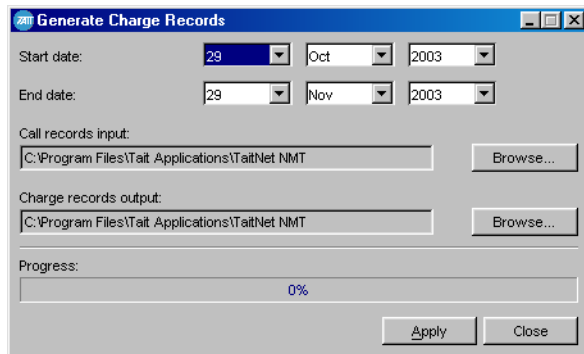 TAIT Generate Charge Records
Start date: 29 Oct 2003
End date: 29 Nov 2003
Call records input:
C:\Program Files\Tait Applications\TaitNet NMT Browse...
Charge records output:
C:\Program Files\Tait Applications\TaitNet NMT Browse...
Progress:
0%
Apply Close